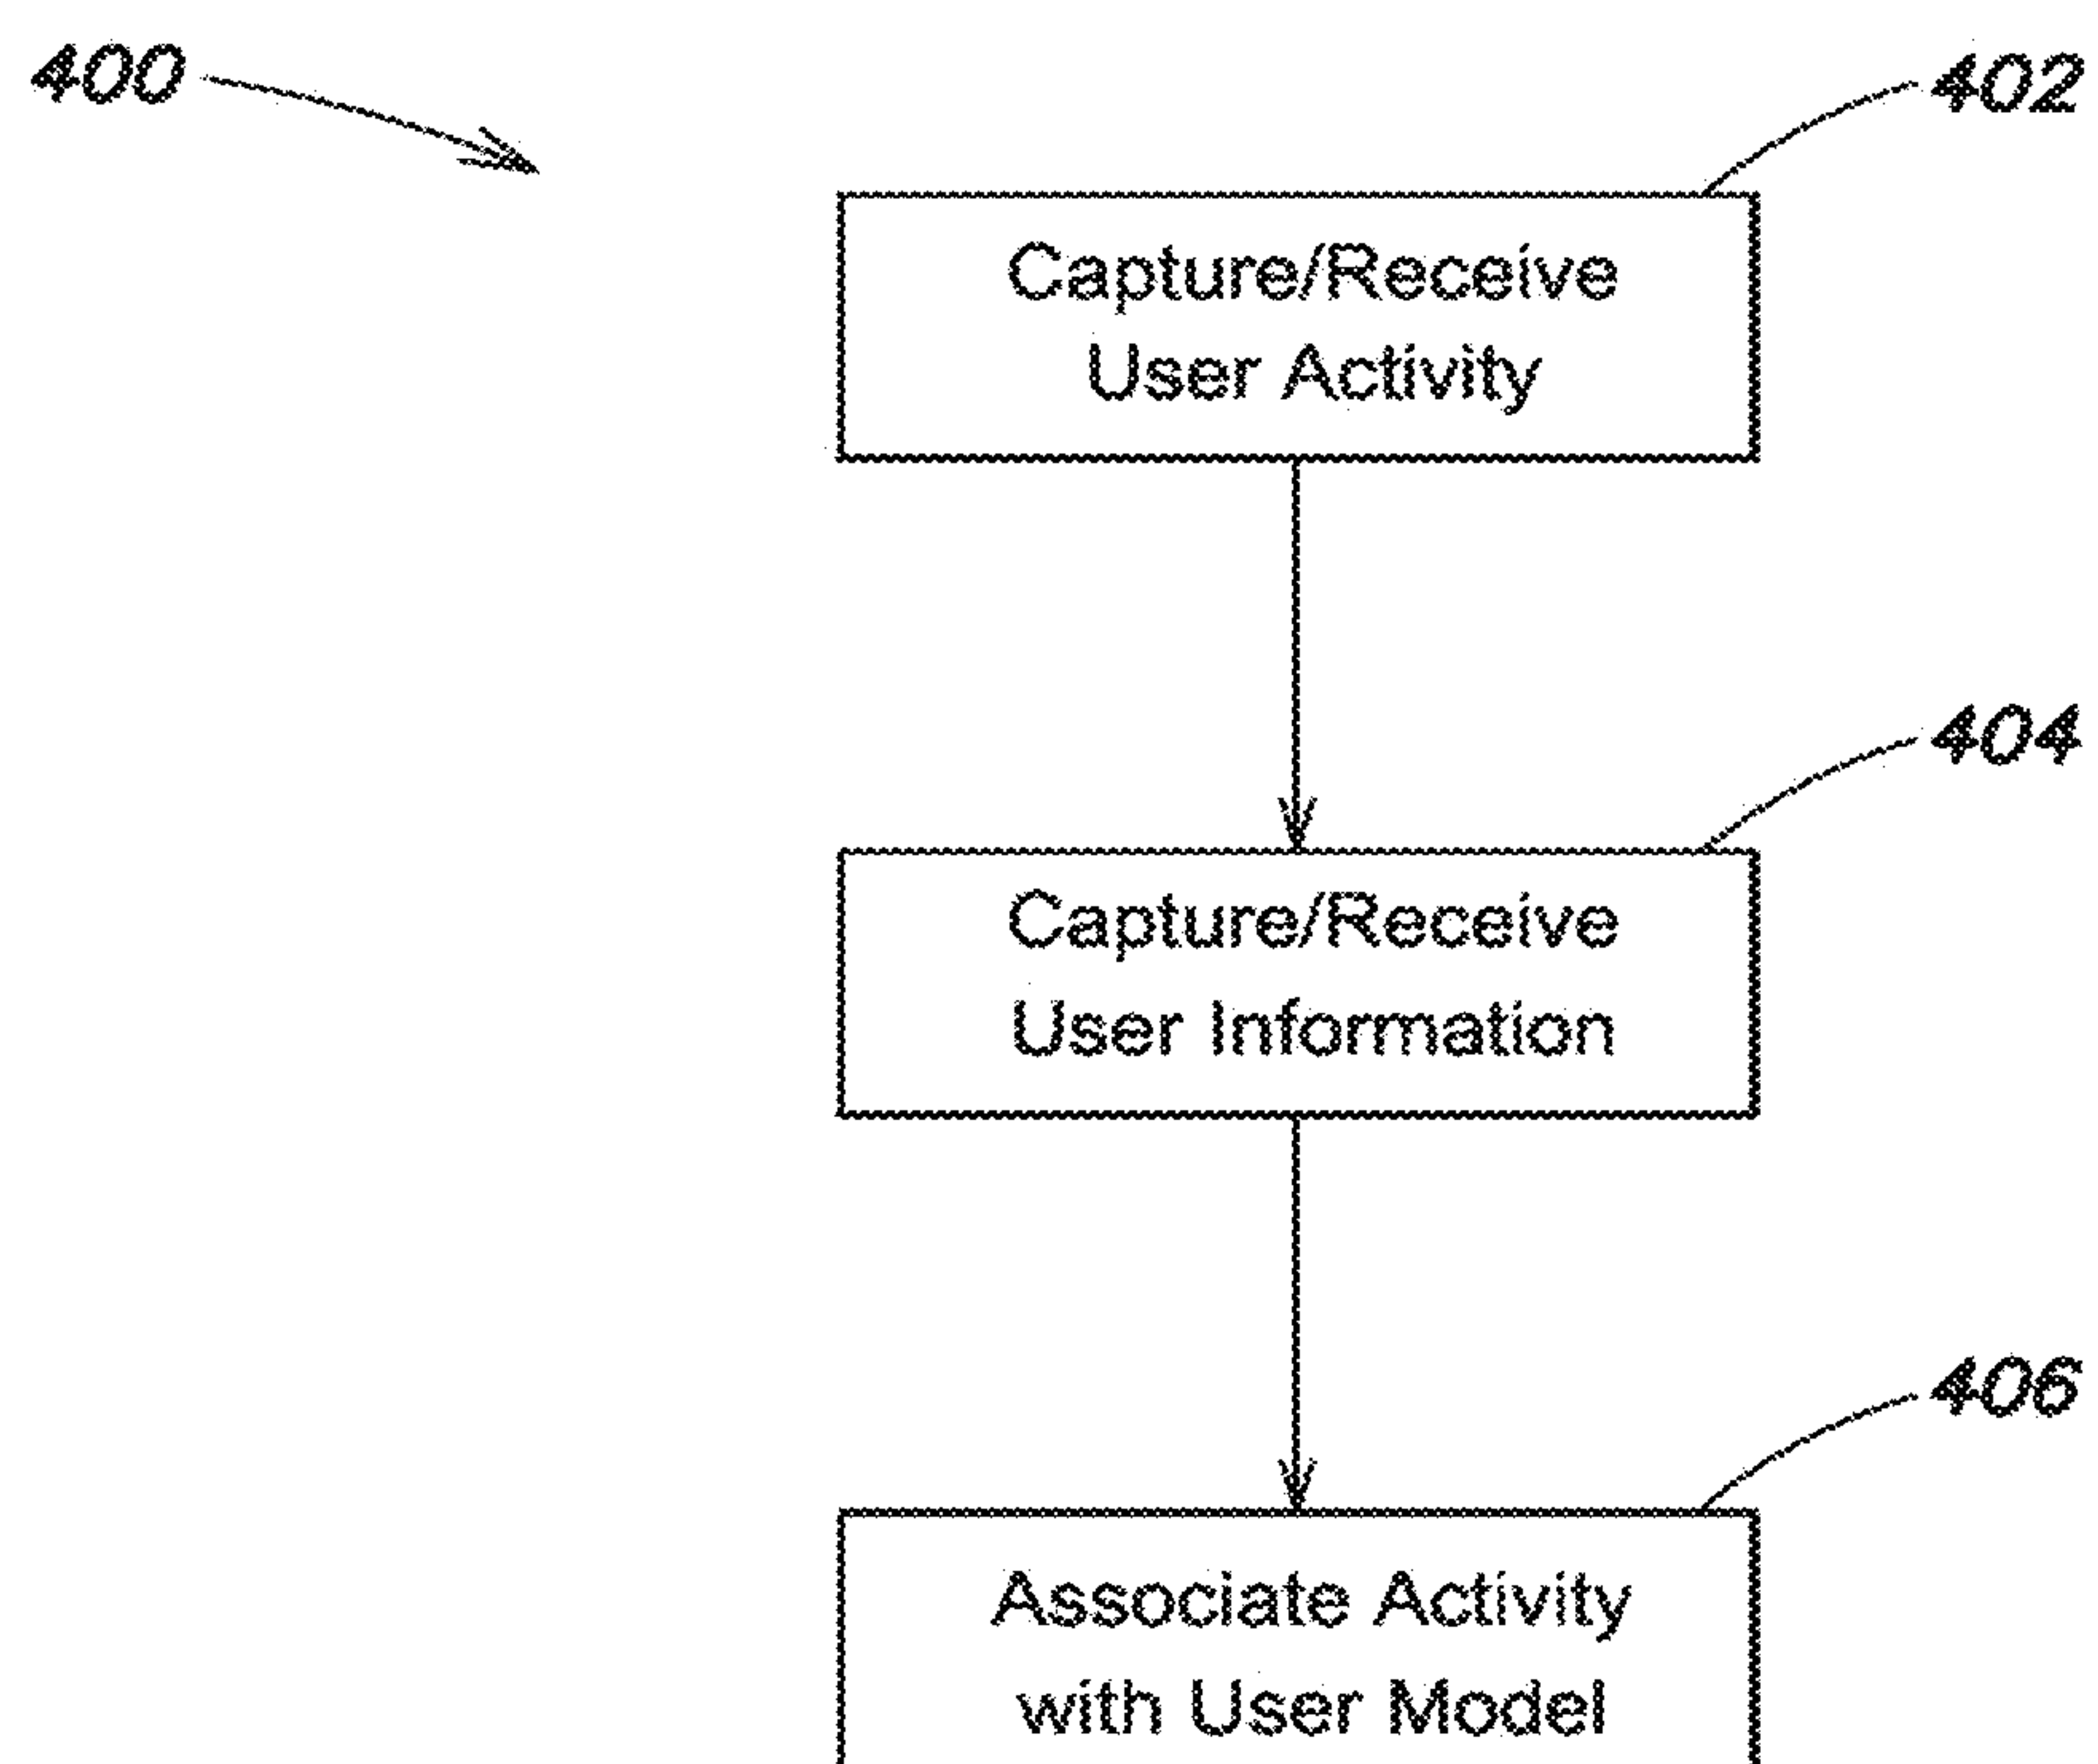 400
402
Capture/Receive
User Activity
404
Capture/Receive
User Information
406
Associate Activity
with User Model